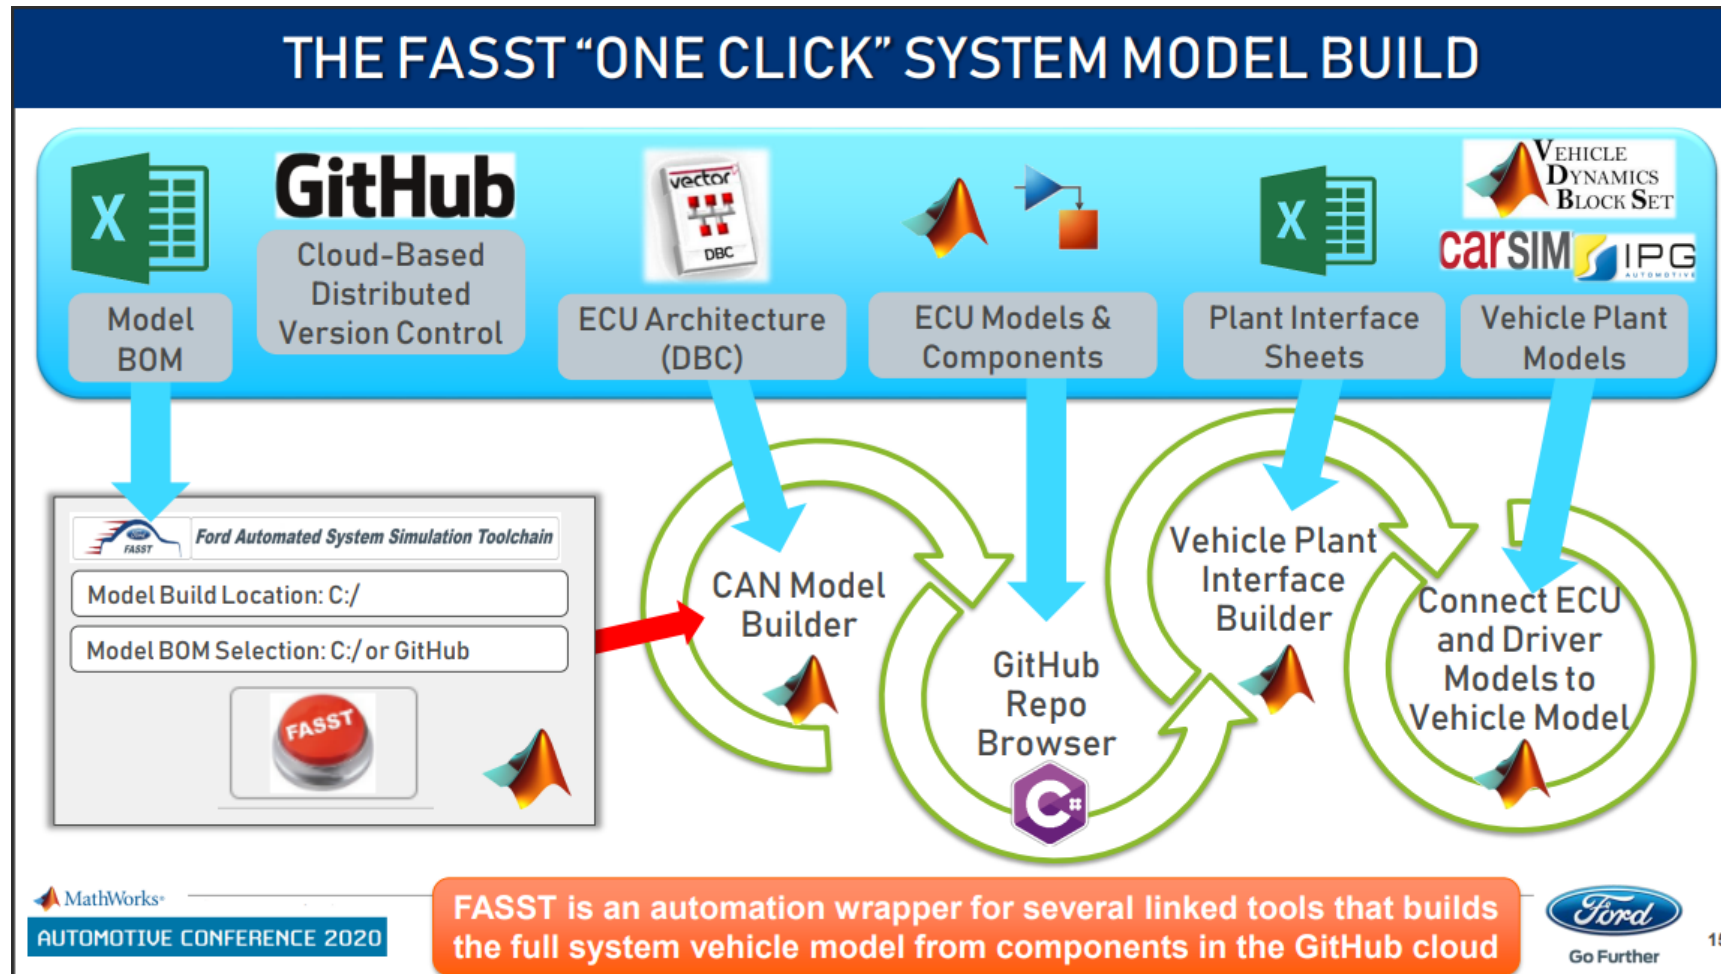 THE FASST “ONE CLICK” SYSTEM MODEL BUILD
X
Model
BOM
GitHub
Cloud-Based
Distributed
Version Control
vector
DBC
ECU Architecture
(DBC)
ECU Models &
Components
X
Plant Interface
Sheets
VEHICLE
DYNAMICS
BLOCK SET
carSIM
IPG
AUTOMOTIVE
Vehicle Plant
Models
Ford
FASST
Ford Automated System Simulation Toolchain
Model Build Location: C:/
Model BOM Selection: C:/ or GitHub
FASST
CAN Model
Builder
GitHub
Repo
Browser
C#
Vehicle Plant
Interface
Builder
Connect ECU
and Driver
Models to
Vehicle Model
MathWorks
AUTOMOTIVE CONFERENCE 2020
FASST is an automation wrapper for several linked tools that builds
the full system vehicle model from components in the GitHub cloud
Ford
Go Further